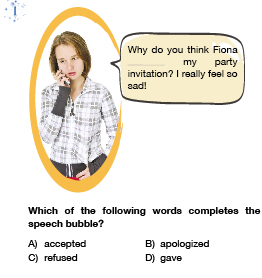 1
Why do you think Fiona
________ my party
invitation? I really feel so
sad!
Which of the following words completes the
speech bubble?
A) accepted B) apologized
C) refused D) gave